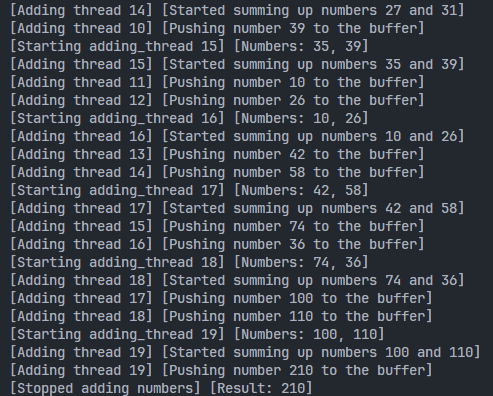 [Adding thread 14] [Started summing up numbers 27 and 31]
[Adding thread 10] [Pushing number 39 to the buffer]
[Starting adding_thread 15] [Numbers: 35, 39]
[Adding thread 15] [Started summing up numbers 35 and 39]
[Adding thread 11] [Pushing number 10 to the buffer]
[Adding thread 12] [Pushing number 26 to the buffer]
[Starting adding_thread 16] [Numbers: 10, 26]
[Adding thread 16] [Started summing up numbers 10 and 26]
[Adding thread 13] [Pushing number 42 to the buffer]
[Adding thread 14] [Pushing number 58 to the buffer]
[Starting adding_thread 17] [Numbers: 42, 58]
[Adding thread 17] [Started summing up numbers 42 and 58]
[Adding thread 15] [Pushing number 74 to the buffer]
[Adding thread 16] [Pushing number 36 to the buffer]
[Starting adding_thread 18] [Numbers: 74, 36]
[Adding thread 18] [Started summing up numbers 74 and 36]
[Adding thread 17] [Pushing number 100 to the buffer]
[Adding thread 18] [Pushing number 110 to the buffer]
[Starting adding_thread 19] [Numbers: 100, 110]
[Adding thread 19] [Started summing up numbers 100 and 110]
[Adding thread 19] [Pushing number 210 to the buffer]
[Stopped adding numbers] [Result: 210]